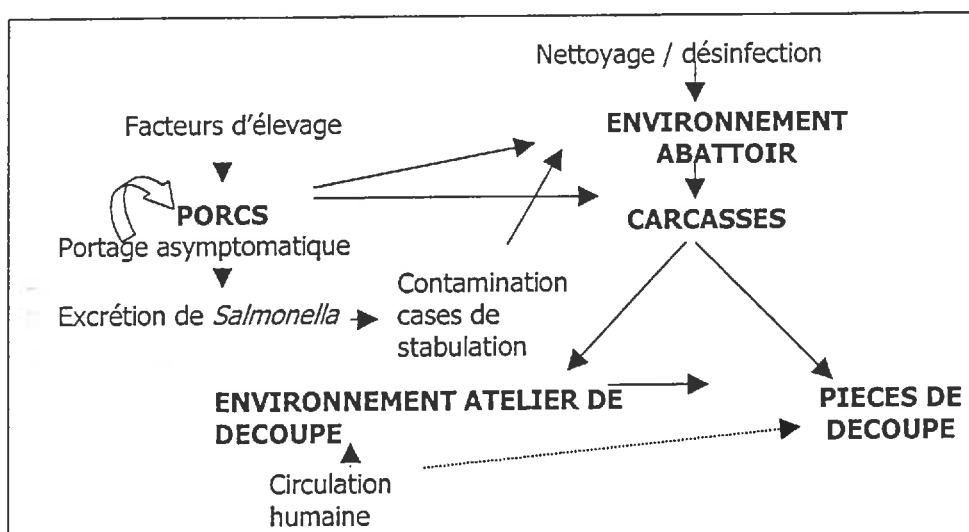 Nettoyage / désinfection
Facteurs d'élevage
ENVIRONNEMENT
ABATTOIR
PORCS
CARCASSES
Portage asymptomatique
Excrétion de Salmonella
Contamination
cases de
stabulation
ENVIRONNEMENT ATELIER DE
DECOUPE
PIECES DE
DECOUPE
Circulation
humaine